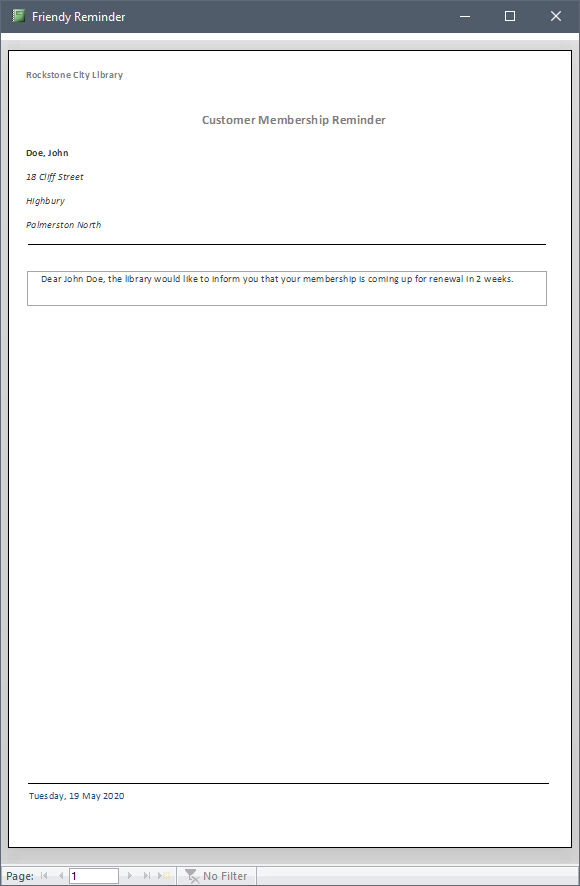 Friendy Reminder
Rockstone City Library
Customer Membership Reminder
Doe, John
18 Cliff Street
Highbury
Palmerston North
Dear John Doe, the library would like to inform you that your membership is coming up for renewal in 2 weeks.
Tuesday, 19 May 2020
Page: 1 No Filter